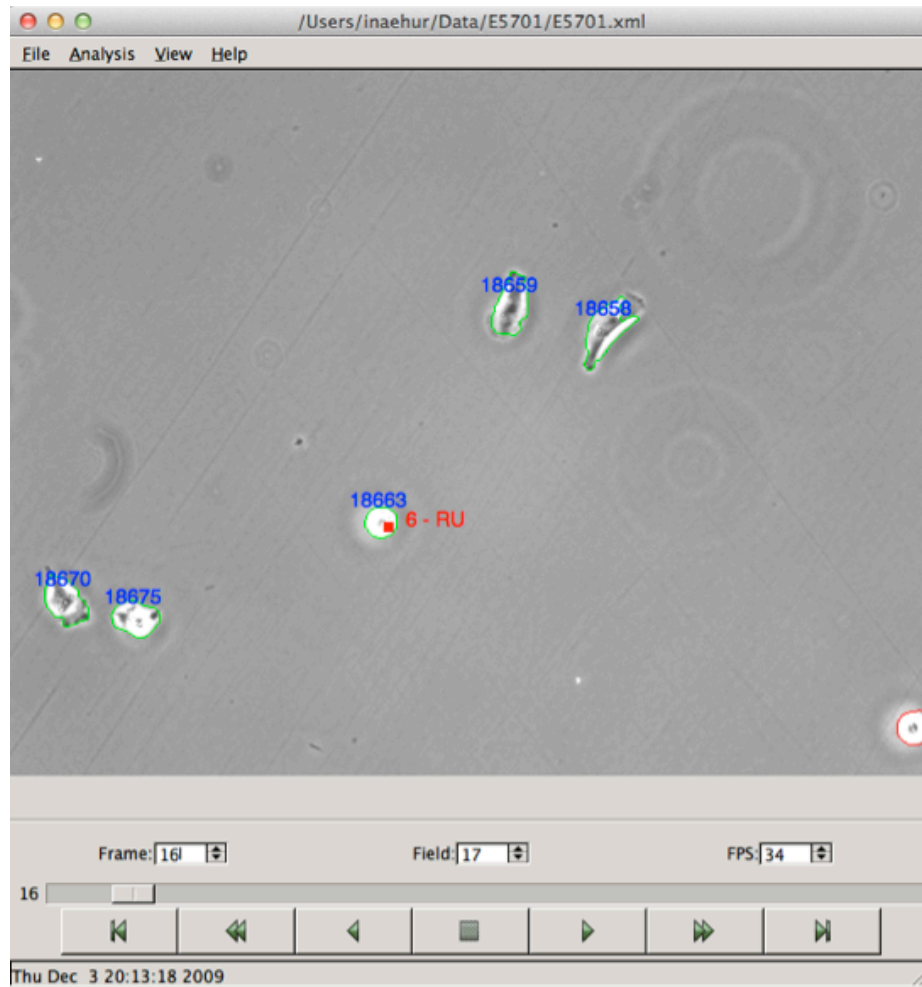 /Users/inaehur/Data/E5701/E5701.xml
File Analysis View Help
18659
18658
18663
6 - RU
18670
18675
Frame: 16 Field: 17 FPS: 34
16
Thu Dec 3 20:13:18 2009